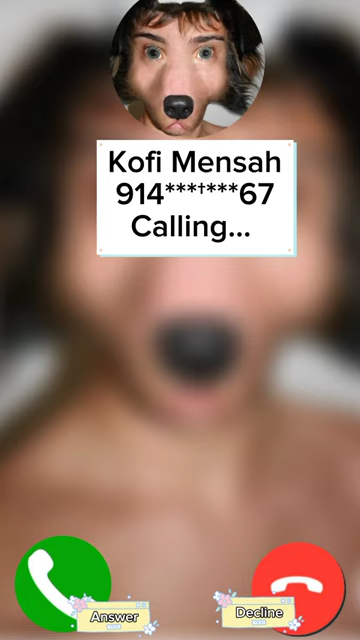 Kofi Mensah
914***†***67
Calling...
Answer
Decline